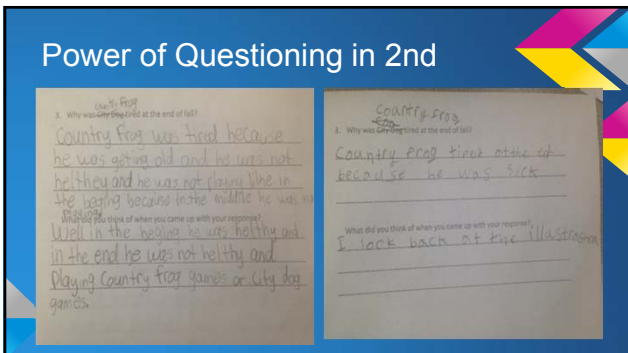 Power of Questioning in 2nd
Country Frog
3. Why was City Dog tired at the end of fall?
Country Frog was tired because
he was geting old and he was not
helthey and he was not playing like in
the beging because in the middle he was not
playing
What did you think of when you came up with your response?
Well in the beging he was helthy and
in the end he was not helthy and
Playing Country frog games or City dog
games.
Country frog
3. Why was City Dog tired at the end of fall?
Country Frog tired at the
because he was sick
What did you think of when you came up with your response?
I lock back at the